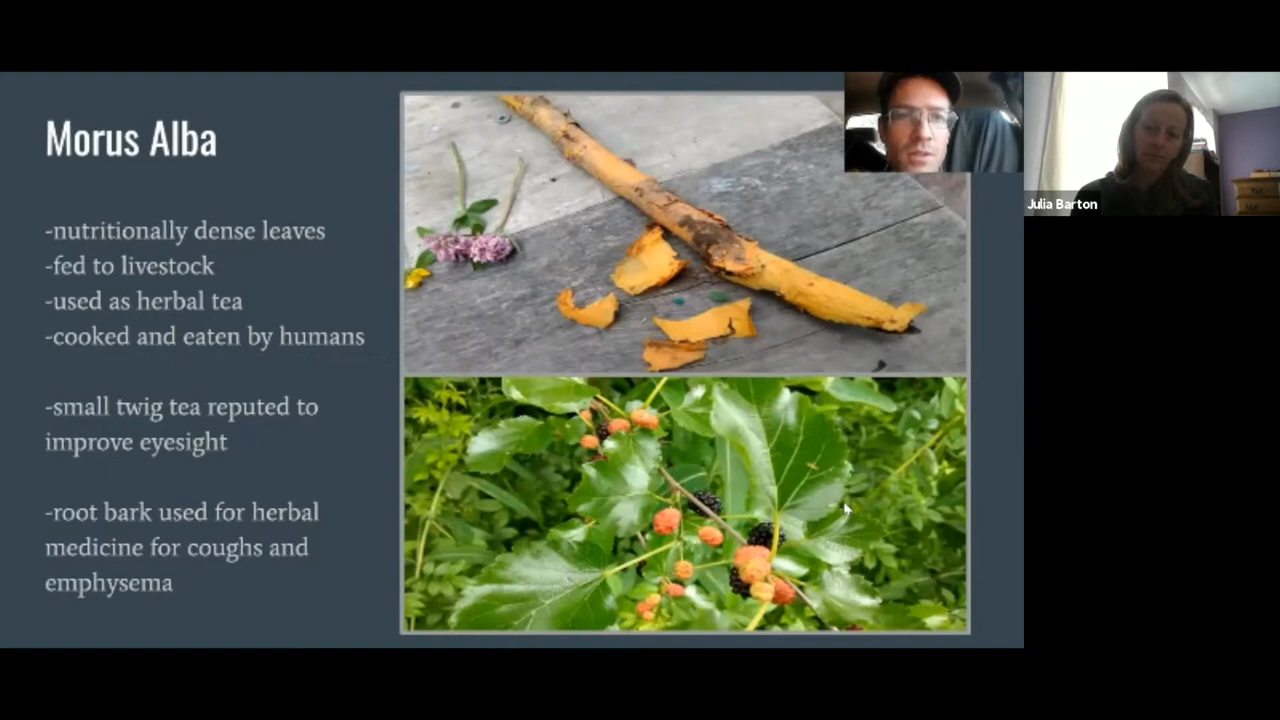 Morus Alba
-nutritionally dense leaves
-fed to livestock
-used as herbal tea
-cooked and eaten by humans
-small twig tea reputed to
improve eyesight
-root bark used for herbal
medicine for coughs and
emphysema
Julia Barton